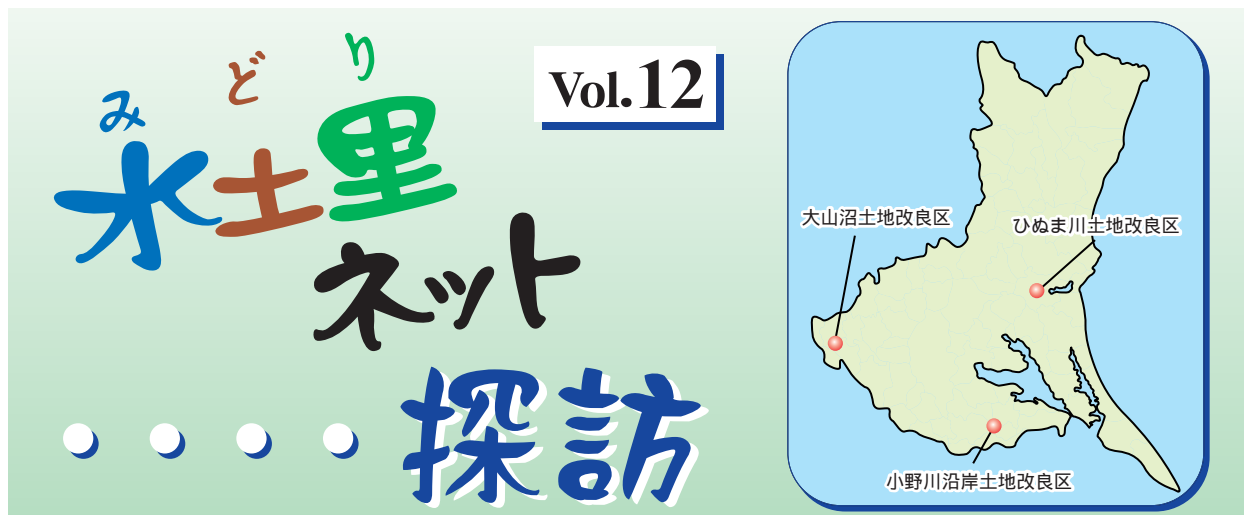 みどり
水土里
ネット
探訪
Vol.12
大山沼土地改良区
ひぬま川土地改良区
小野川沿岸土地改良区